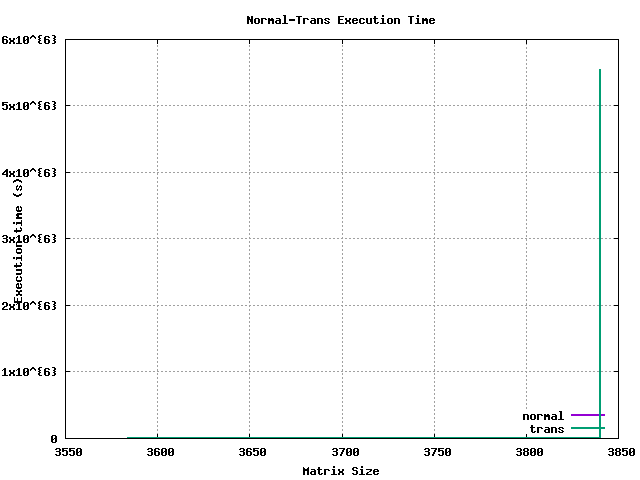 Normal-Trans Execution Time
6x10^{6}
5x10^{6}
4x10^{6}
3x10^{6}
2x10^{6}
1x10^{6}
0
Execution time (s)
3550 3600 3650 3700 3750 3800 3850
Matrix Size
normal
trans